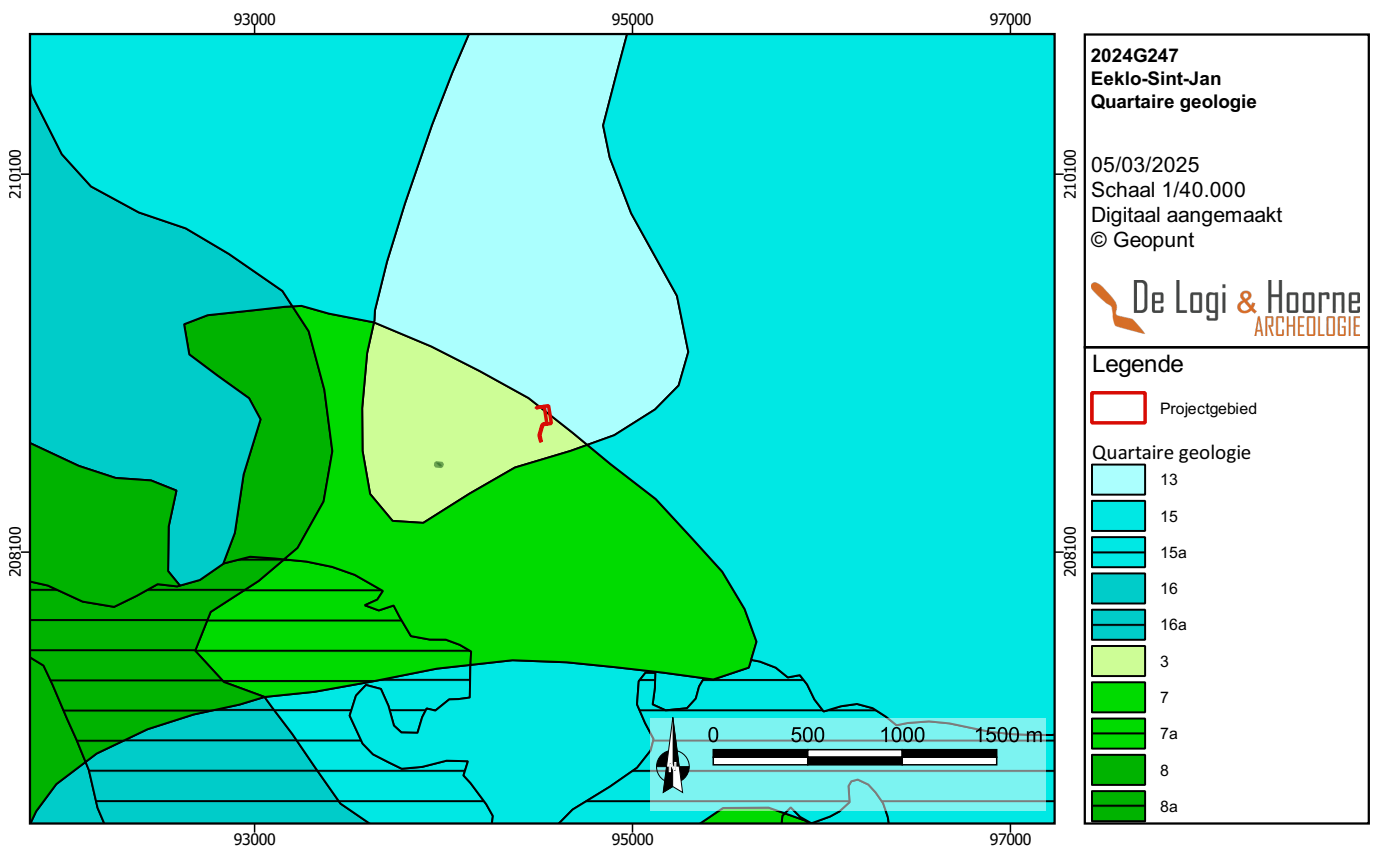 93000
95000
97000
210100
210100
208100
208100
0
500
1000
1500 m
N
93000
95000
97000
2024G247
Eeklo-Sint-Jan
Quartaire geologie
05/03/2025
Schaal 1/40.000
Digitaal aangemaakt
© Geopunt
De Logi & Hoorne
ARCHEOLOGIE
Legende
Projectgebied
Quartaire geologie
13
15
15a
16
16a
3
7
7a
8
8a